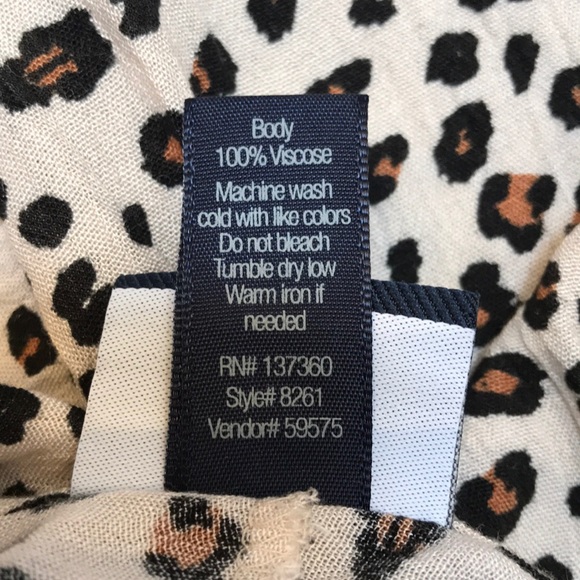 Body
100% Viscose
Machine wash
cold with like colors
Do not bleach
Tumble dry low
Warm iron if
needed
RN# 137360
Style# 8261
Vendor# 59575